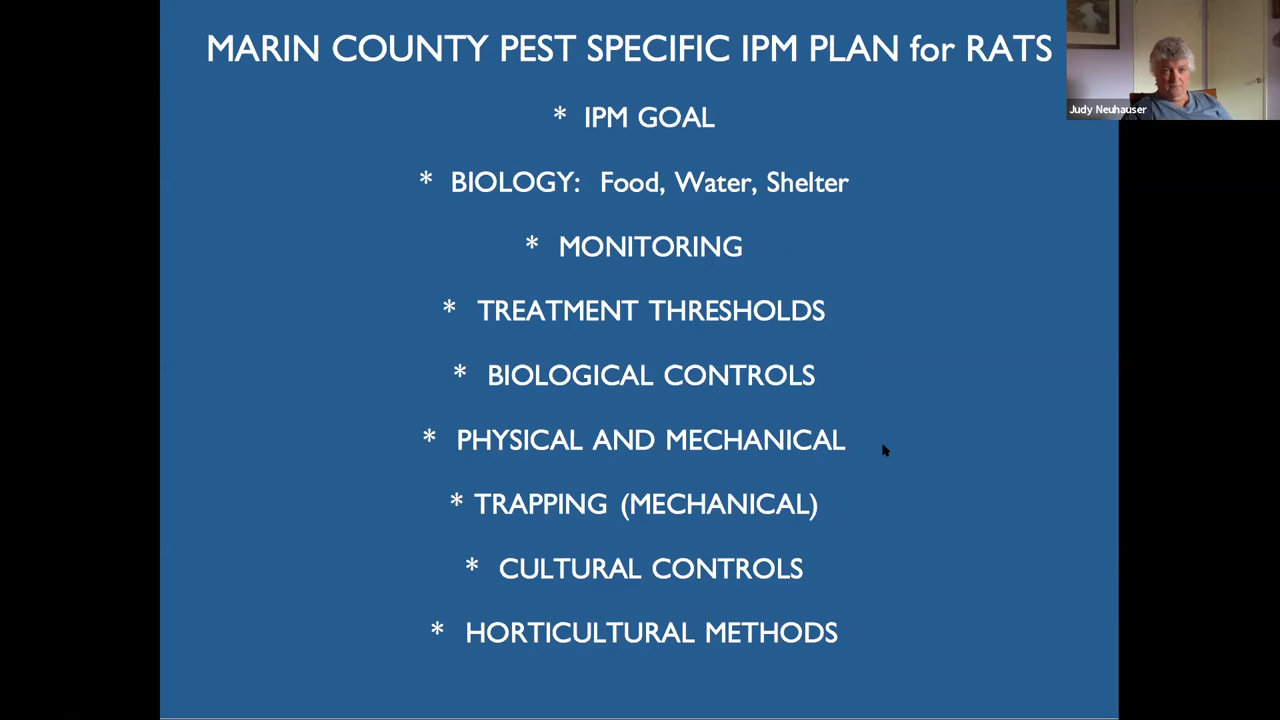 MARIN COUNTY PEST SPECIFIC IPM PLAN for RATS
Judy Neuhauser
* IPM GOAL
* BIOLOGY: Food, Water, Shelter
* MONITORING
* TREATMENT THRESHOLDS
* BIOLOGICAL CONTROLS
* PHYSICAL AND MECHANICAL
* TRAPPING (MECHANICAL)
* CULTURAL CONTROLS
* HORTICULTURAL METHODS